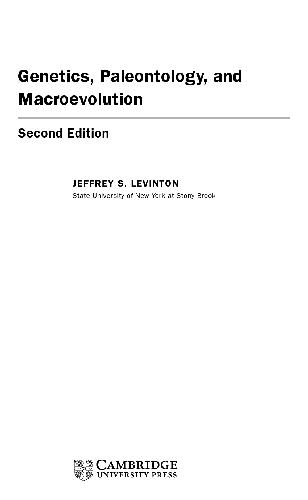 Genetics, Paleontology, and
Macroevolution
Second Edition
JEFFREY S. LEVINTON
State University of New York at Stony Brook
CAMBRIDGE
UNIVERSITY PRESS